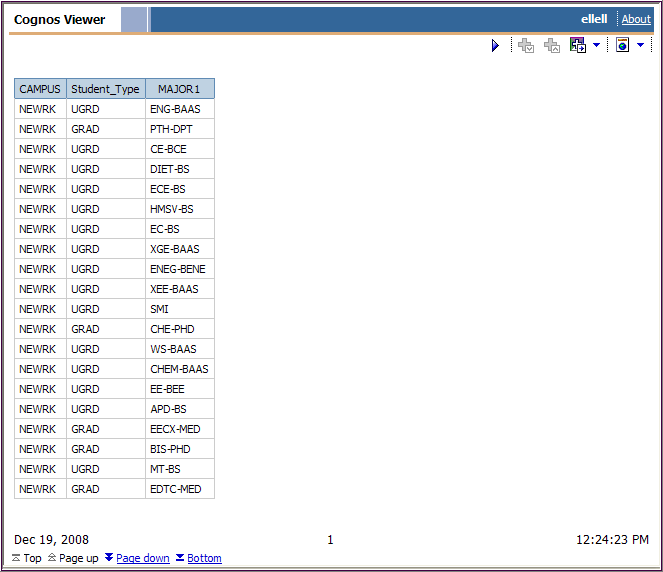 Cognos Viewer ellell About
CAMPUS Student_Type MAJOR1
NEWRK UGRD ENG-BAAS
NEWRK GRAD PTH-DPT
NEWRK UGRD CE-BCE
NEWRK UGRD DIET-BS
NEWRK UGRD ECE-BS
NEWRK UGRD HMSV-BS
NEWRK UGRD EC-BS
NEWRK UGRD XGE-BAAS
NEWRK UGRD ENEG-BENE
NEWRK UGRD XEE-BAAS
NEWRK UGRD SMI
NEWRK GRAD CHE-PHD
NEWRK UGRD WS-BAAS
NEWRK UGRD CHEM-BAAS
NEWRK UGRD EE-BEE
NEWRK UGRD APD-BS
NEWRK GRAD EECX-MED
NEWRK GRAD BIS-PHD
NEWRK UGRD MT-BS
NEWRK GRAD EDTC-MED
Dec 19, 2008 1 12:24:23 PM
Top Page up Page down Bottom